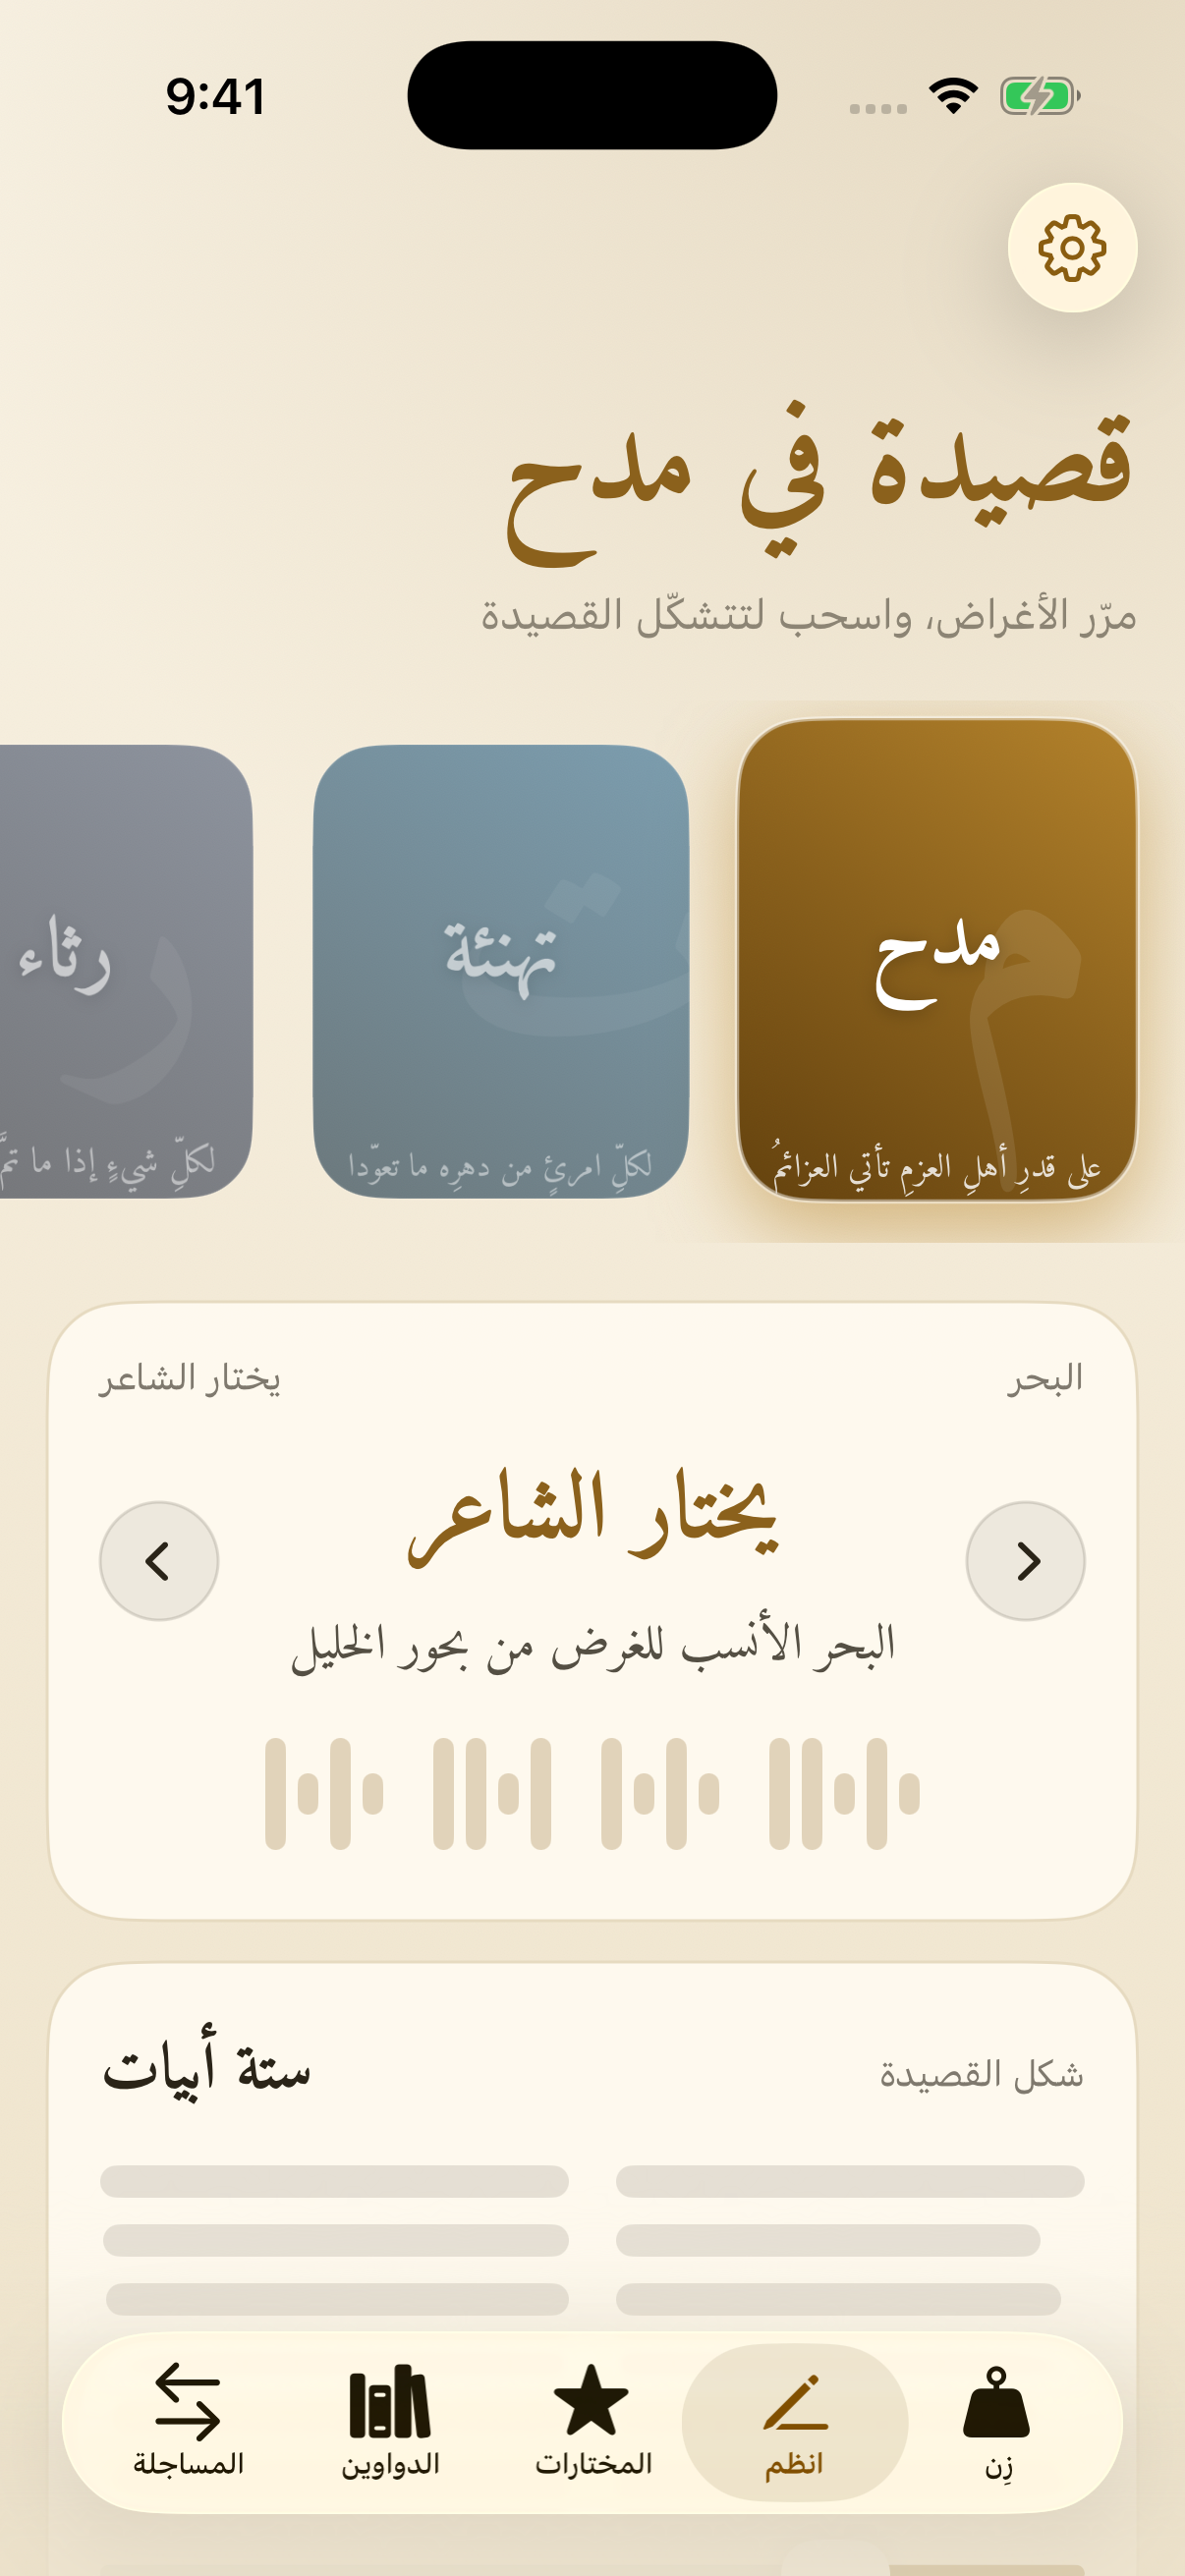 9:41
قصيدة في مدح
مرّر الأغراض، واسحب لتتشكّل القصيدة
مدح
على قدرِ أهلِ العزمِ تأتي العزائمُ
تهنئة
لكلِّ امرئٍ من دهرِه ما تعوّدا
رثاء
لكلِّ شيءٍ إذا ما
البحر
يختار الشاعر
يختار الشاعر
البحر الأنسب للغرض من بحور الخليل
شكل القصيدة
ستة أبيات
زِن
انظم
المختارات
الدواوين
المساجلة